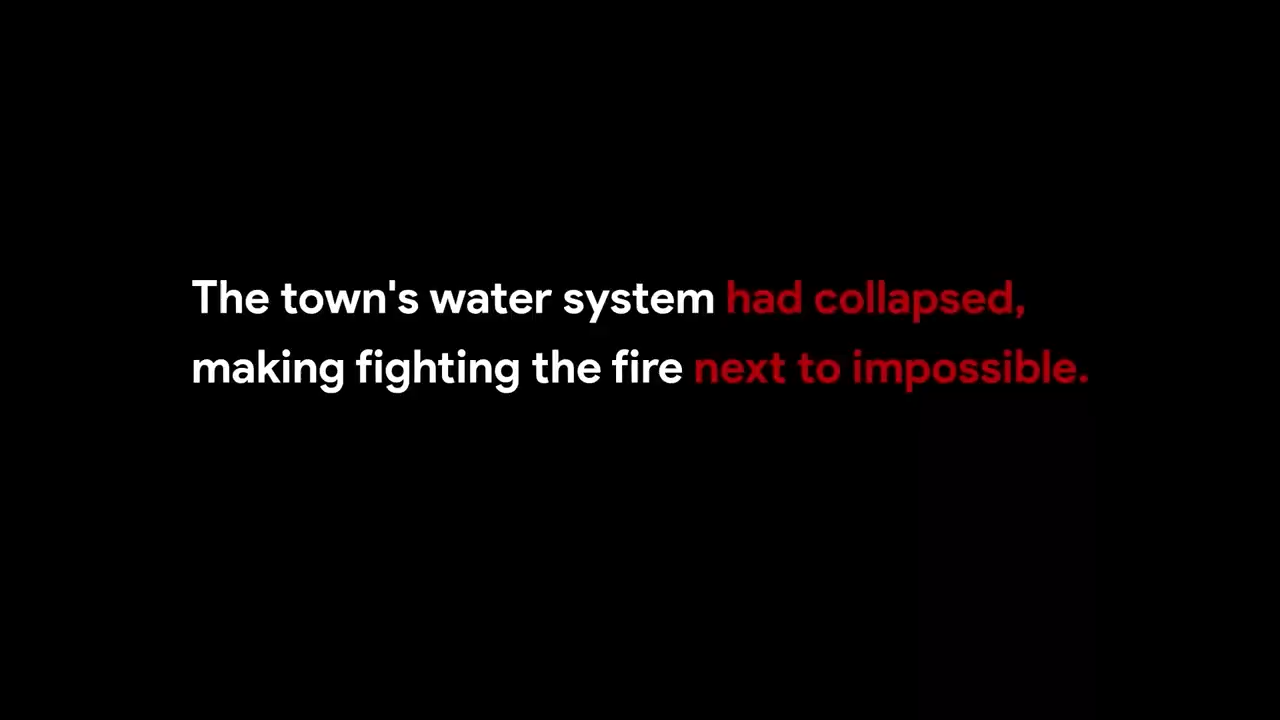 The town's water system had collapsed,
making fighting the fire next to impossible.